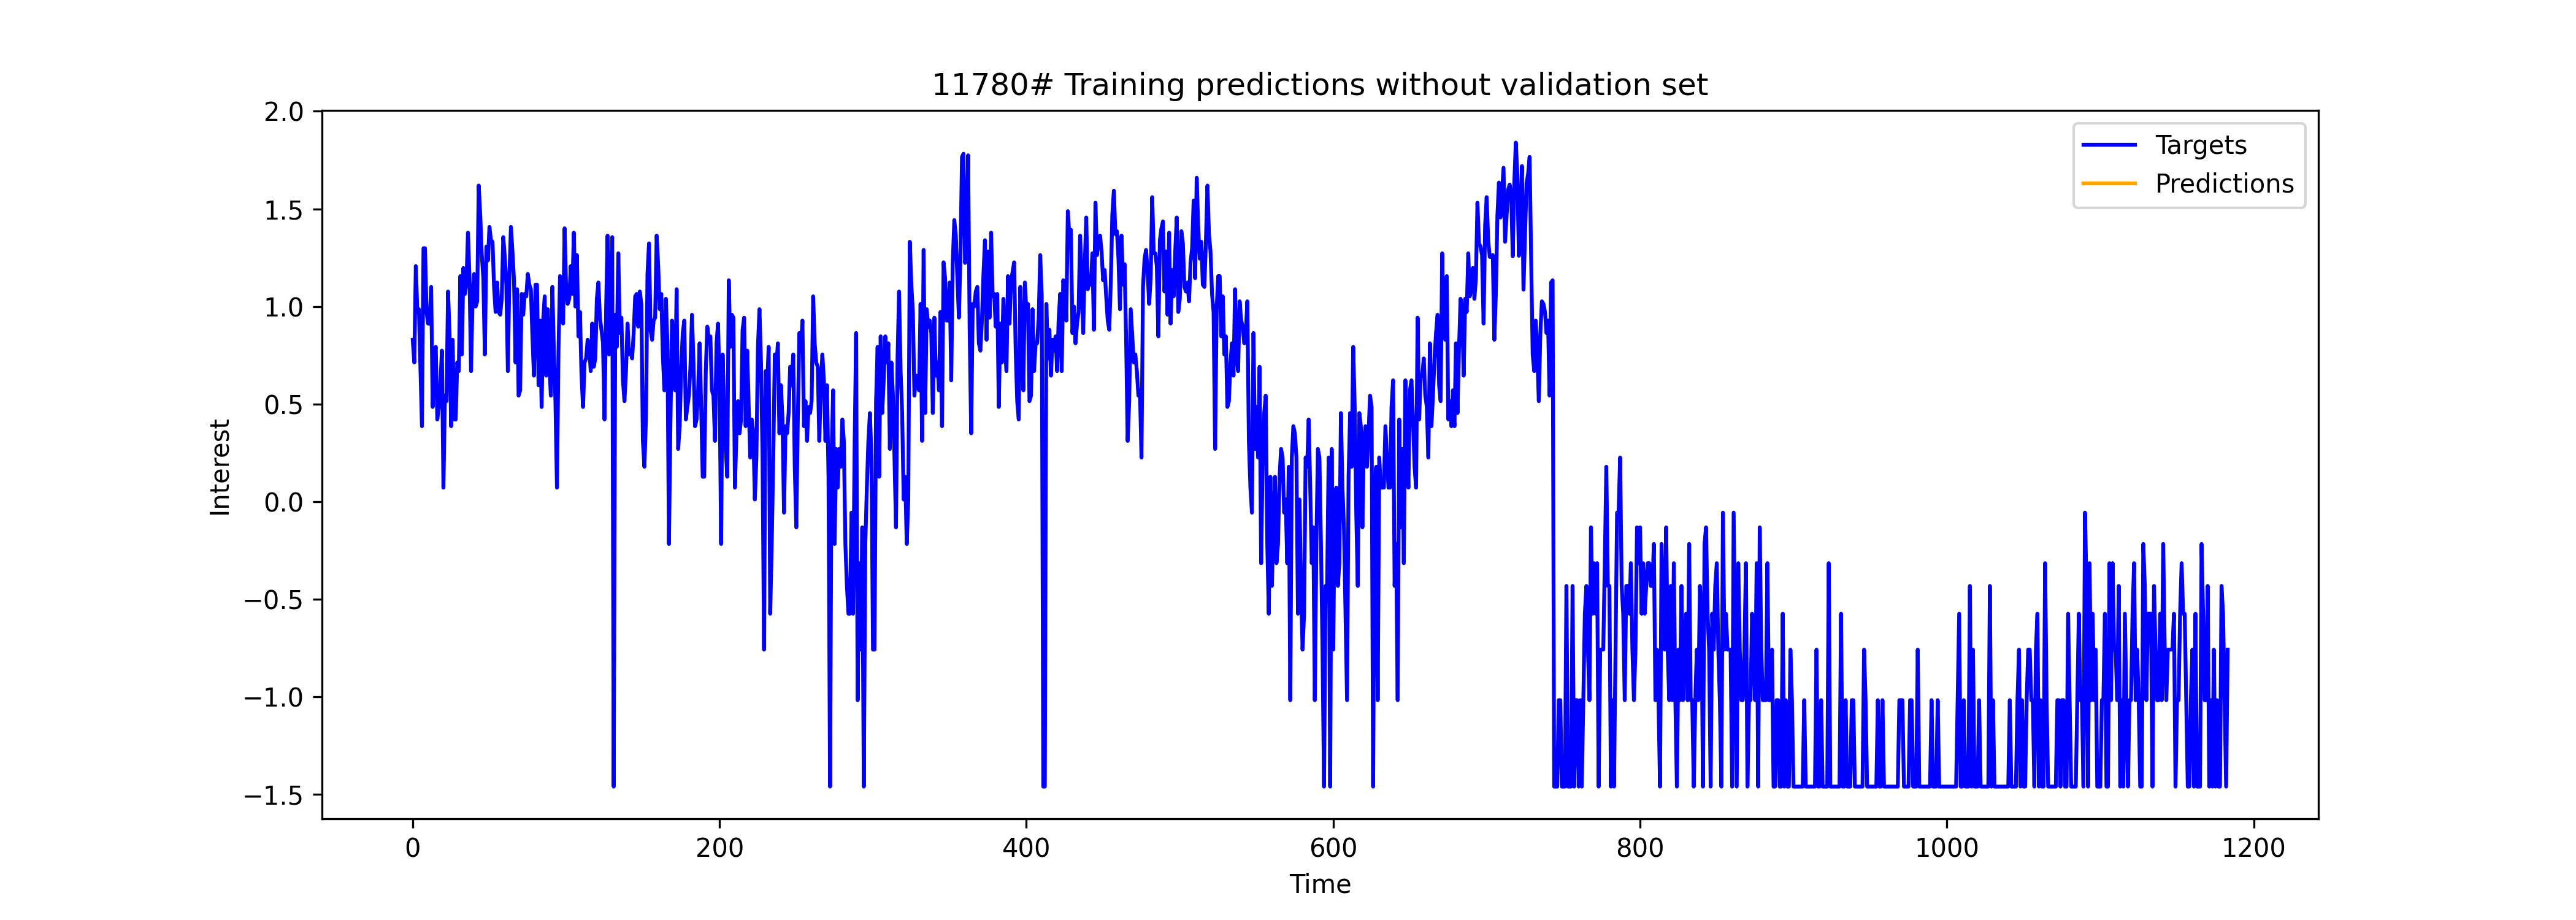 11780# Training predictions without validation set
2.0
1.5
1.0
0.5
0.0
−0.5
−1.0
−1.5
Interest
Targets
Predictions
0 200 400 600 800 1000 1200
Time